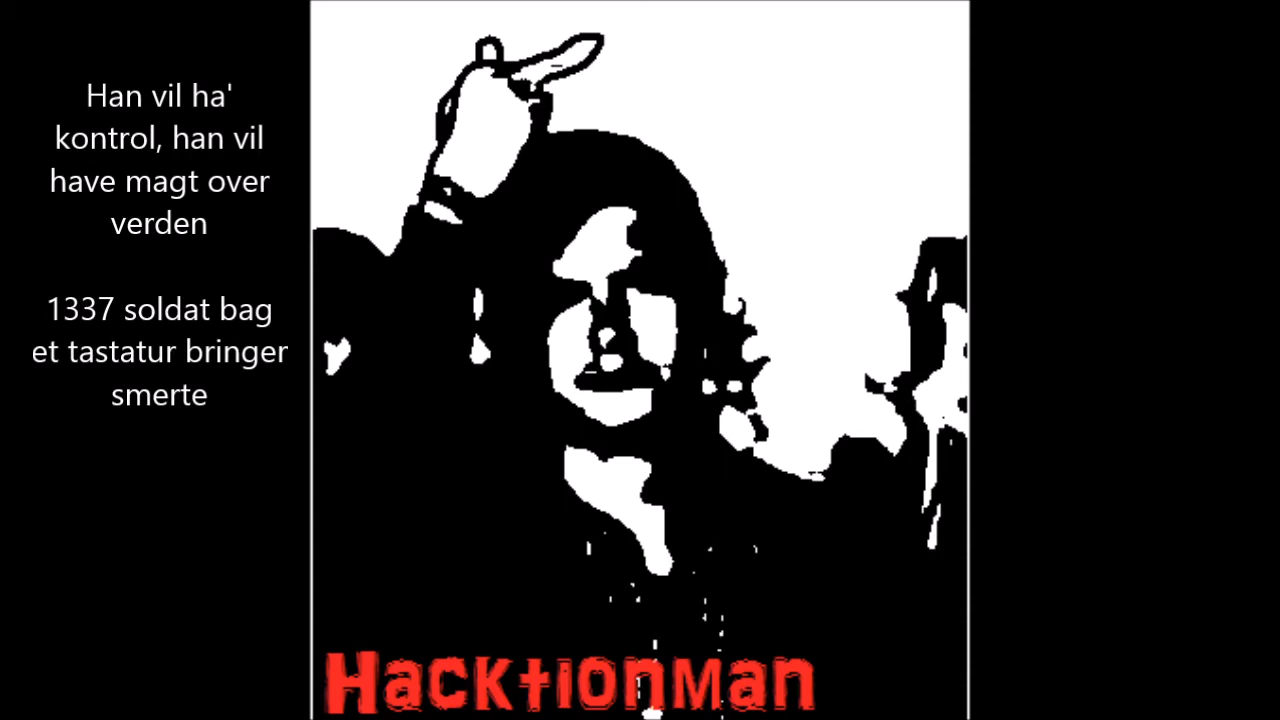 Han vil ha'
kontrol, han vil
have magt over
verden
1337 soldat bag
et tastatur bringer
smerte
Hacktionman